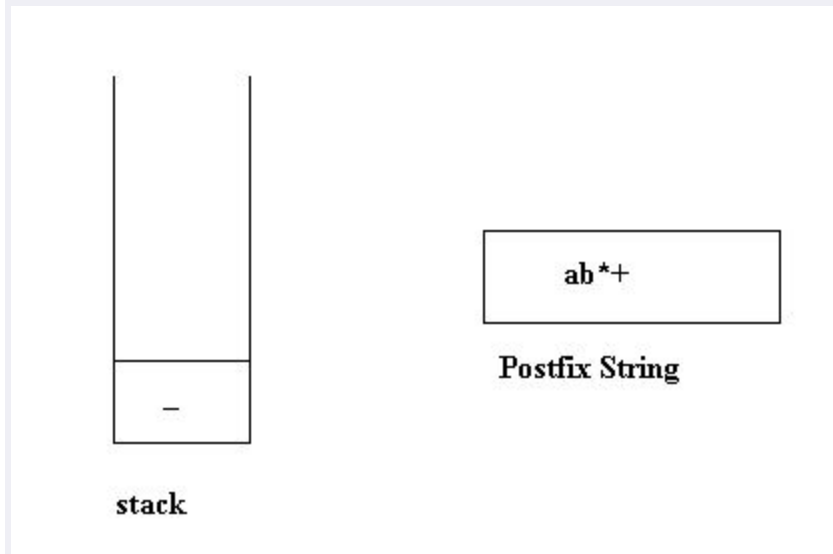 ab*+
Postfix String
–
stack